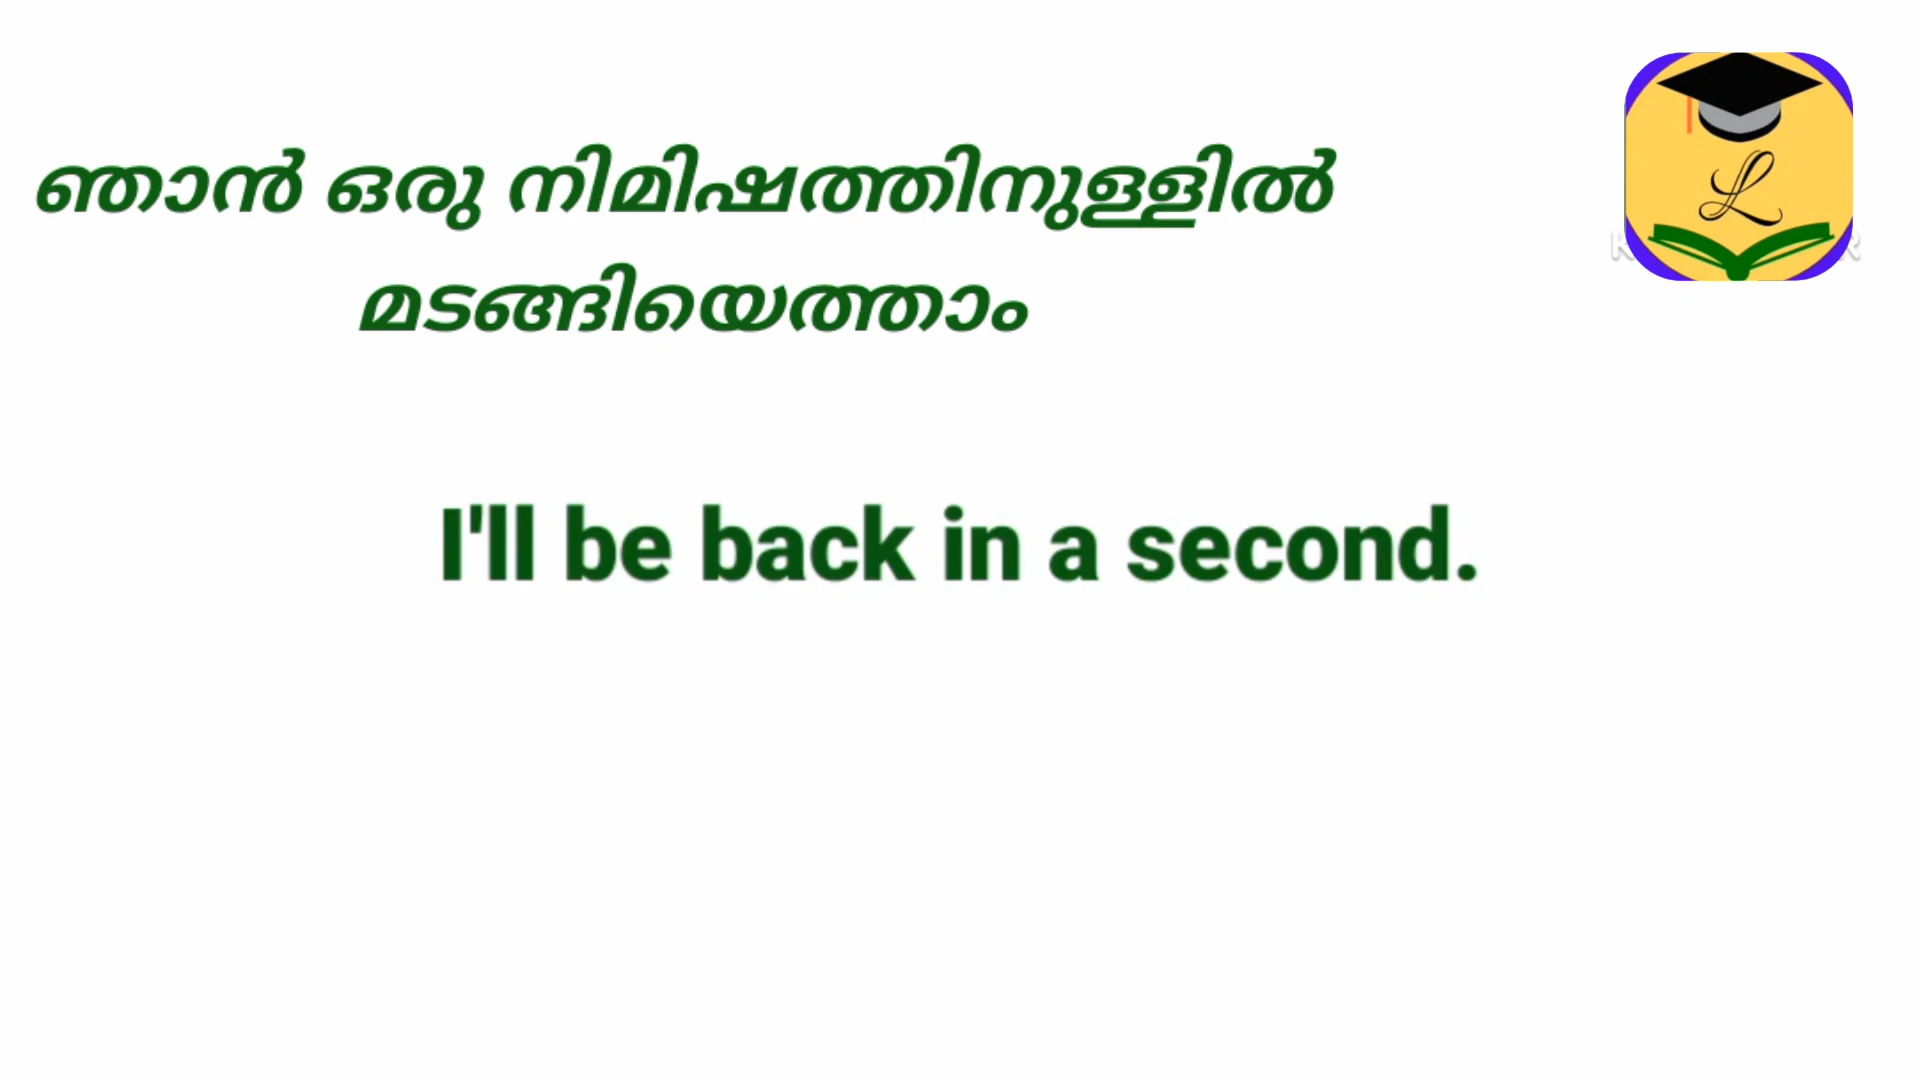 ഞാൻ ഒരു നിമിഷത്തിനുള്ളിൽ
മടങ്ങിയെത്താം
L
I'll be back in a second.